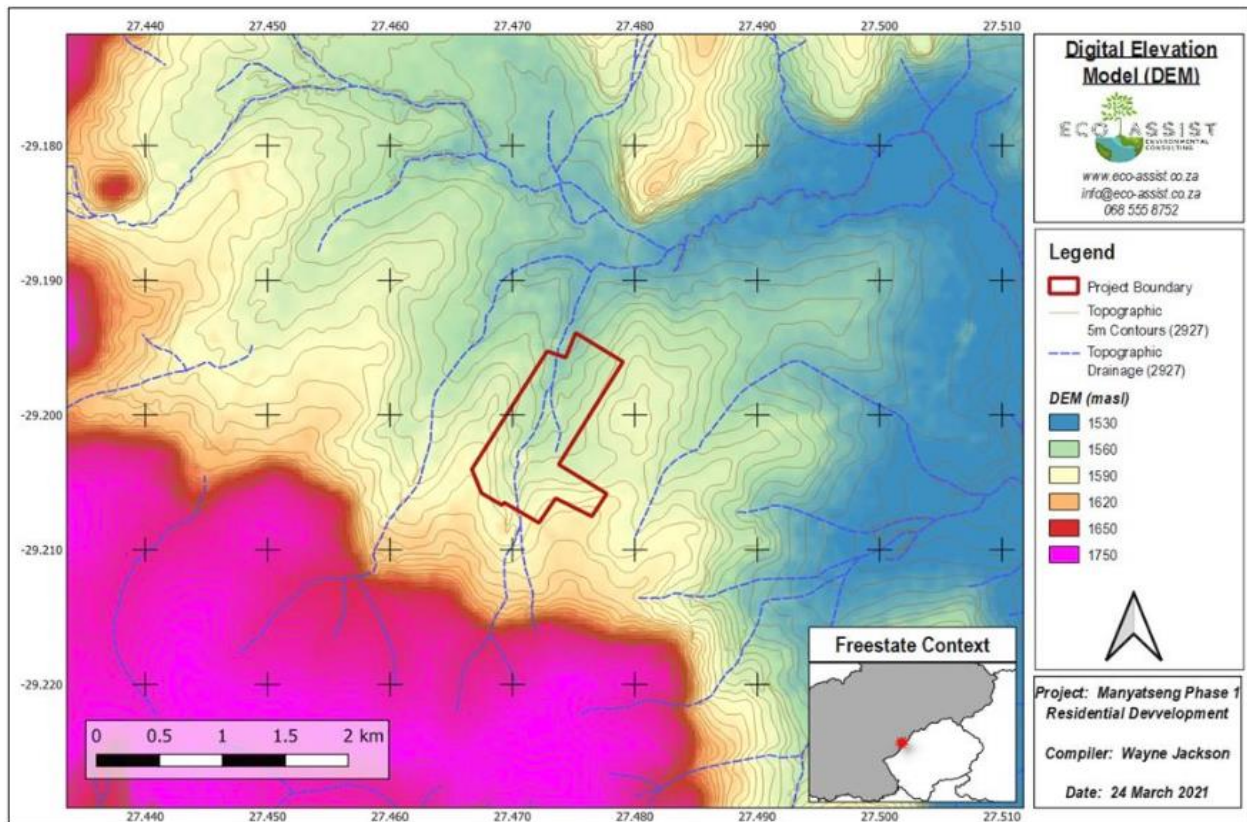 27.440 27.450 27.460 27.470 27.480 27.490 27.500 27.510
-29.180
-29.190
-29.200
-29.210
-29.220
27.440 27.450 27.460 27.470 27.480 27.490 27.500 27.510
0 0.5 1 1.5 2 km
Freestate Context
Digital Elevation
Model (DEM)
ECO ASSIST
ENVIRONMENTAL
CONSULTING
www.eco-assist.co.za
info@eco-assist.co.za
068 555 8752
Legend
Project Boundary
Topographic
5m Contours (2927)
Topographic
Drainage (2927)
DEM (masl)
1530
1560
1590
1620
1650
1750
Project: Manyatseng Phase 1
Residential Devvelopment
Compiler: Wayne Jackson
Date: 24 March 2021